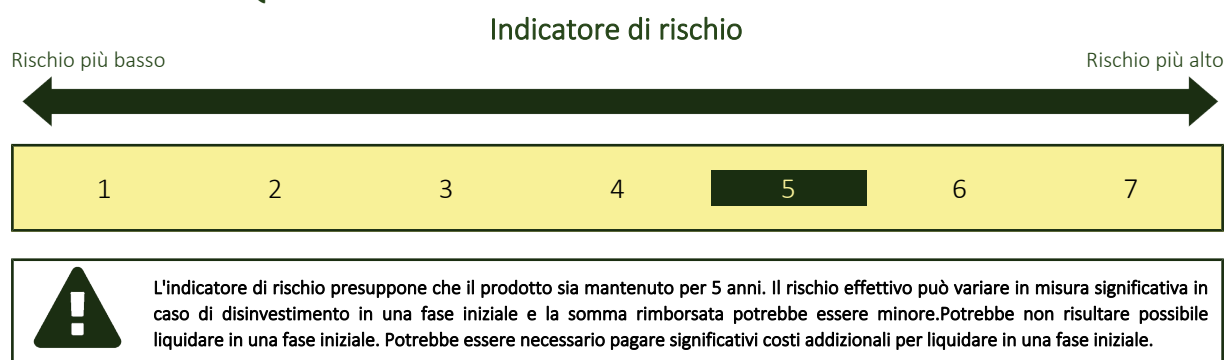 Indicatore di rischio
Rischio più basso
Rischio più alto
1 2 3 4 5 6 7
L'indicatore di rischio presuppone che il prodotto sia mantenuto per 5 anni. Il rischio effettivo può variare in misura significativa in
caso di disinvestimento in una fase iniziale e la somma rimborsata potrebbe essere minore.Potrebbe non risultare possibile
liquidare in una fase iniziale. Potrebbe essere necessario pagare significativi costi addizionali per liquidare in una fase iniziale.